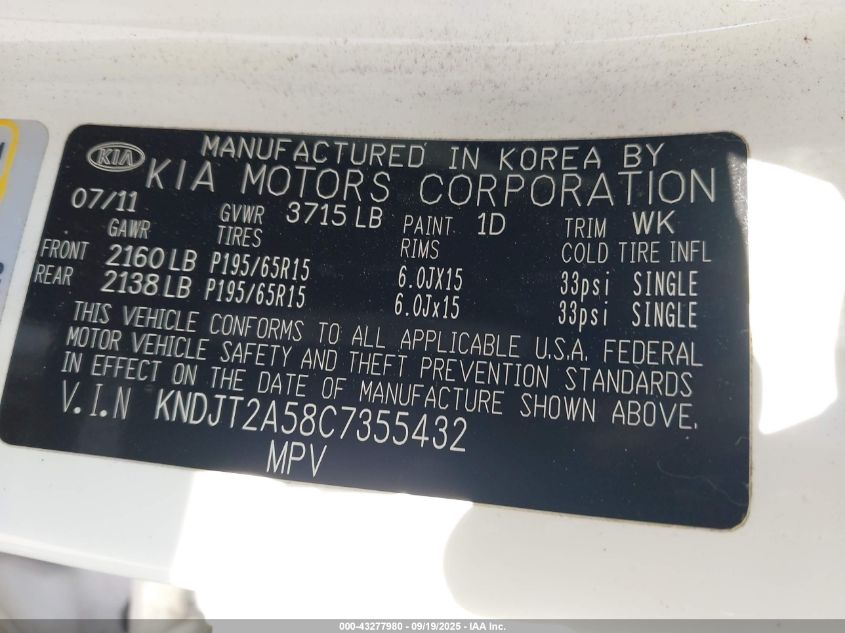 KIA MANUFACTURED IN KOREA BY
KIA MOTORS CORPORATION
07/11 GVWR 3715 LB PAINT 1D TRIM WK
GAWR TIRES RIMS COLD TIRE INFL
FRONT 2160 LB P195/65R15 6.0JX15 33psi SINGLE
REAR 2138 LB P195/65R15 6.0Jx15 33psi SINGLE
THIS VEHICLE CONFORMS TO ALL APPLICABLE U.S.A. FEDERAL
MOTOR VEHICLE SAFETY AND THEFT PREVENTION STANDARDS
IN EFFECT ON THE DATE OF MANUFACTURE SHOWN ABOVE.
V.I.N KNDJT2A58C7355432
MPV
000-43277980 - 09/19/2025 - IAA Inc.